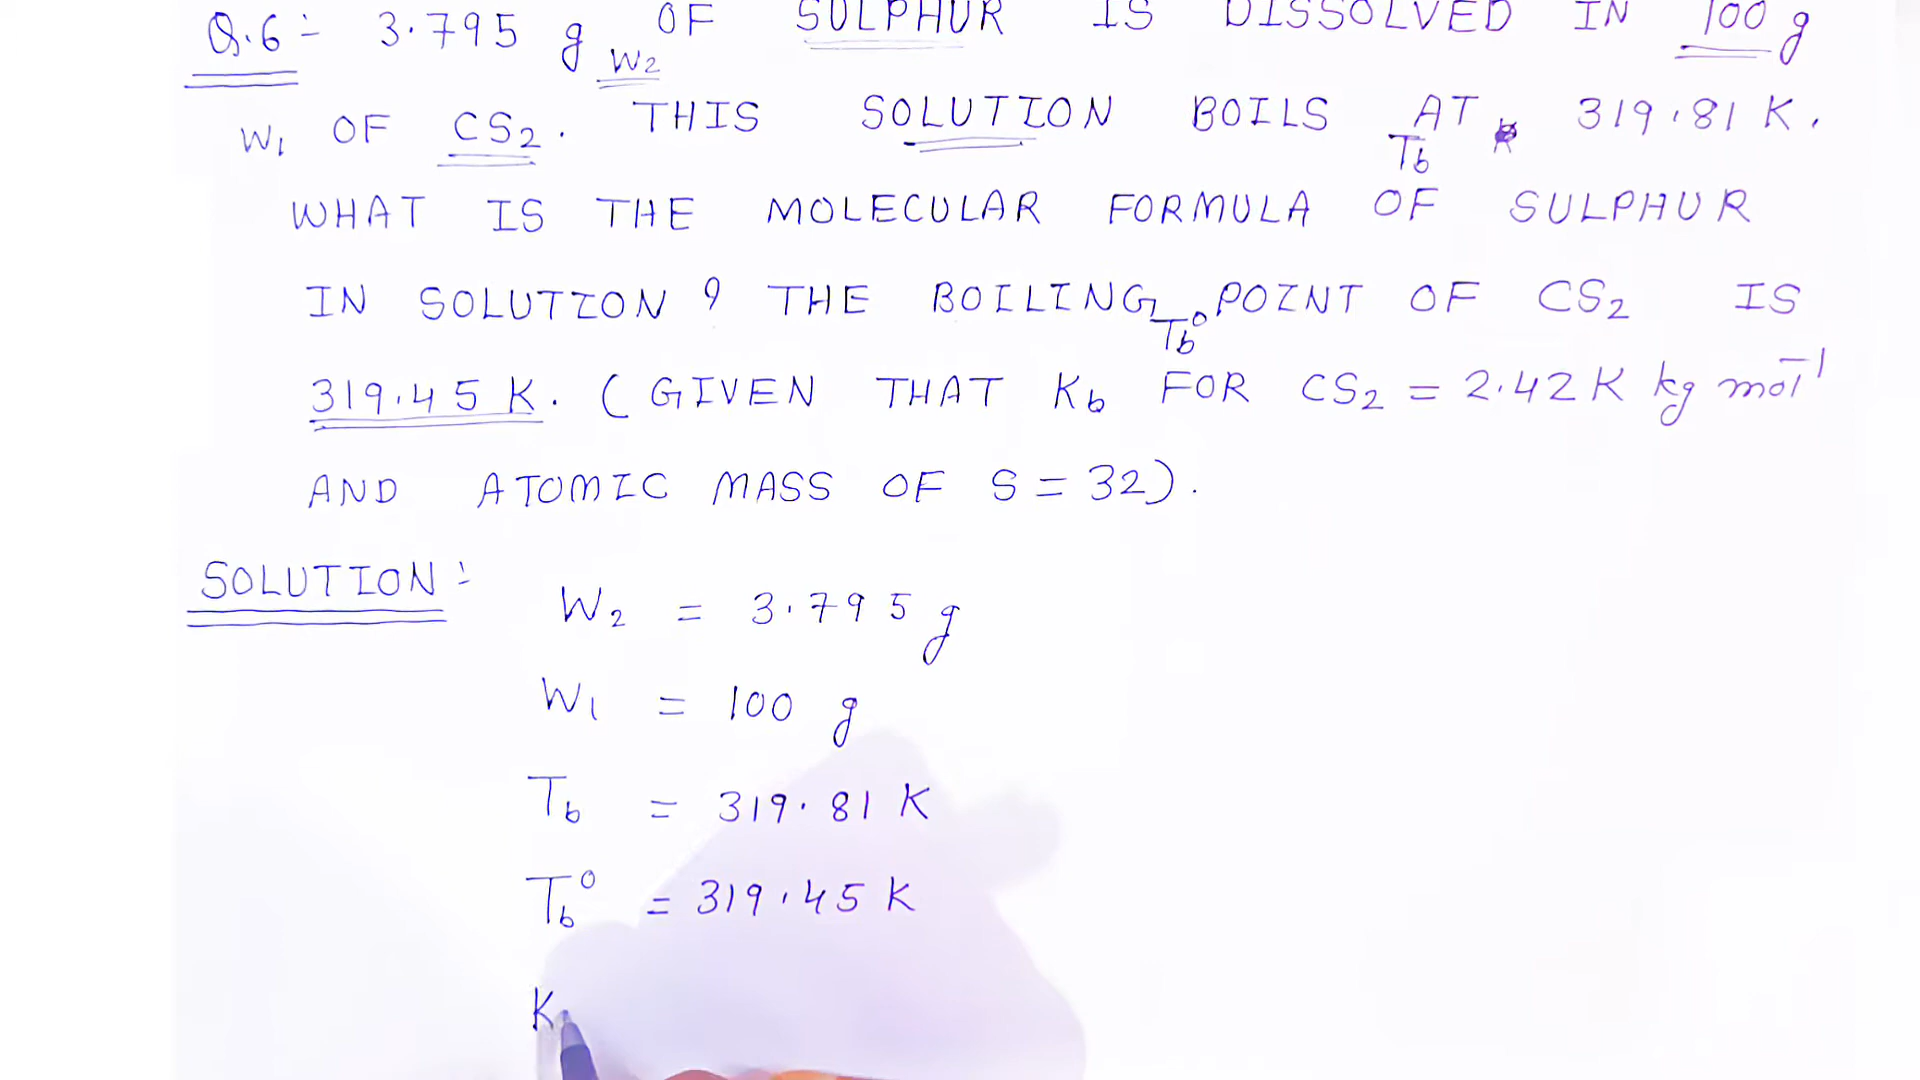 Q.6:- 3.795 g OF SULPHUR IS DISSOLVED IN 100 g
W2
W1 OF CS2. THIS SOLUTION BOILS AT 319.81 K.
Tb
WHAT IS THE MOLECULAR FORMULA OF SULPHUR
IN SOLUTION? THE BOILING POINT OF CS2 IS
Tb°
319.45 K. (GIVEN THAT Kb FOR CS2 = 2.42 K kg mol⁻¹
AND ATOMIC MASS OF S = 32).
SOLUTION:-
W2 = 3.795 g
W1 = 100 g
Tb = 319.81 K
Tb° = 319.45 K
K